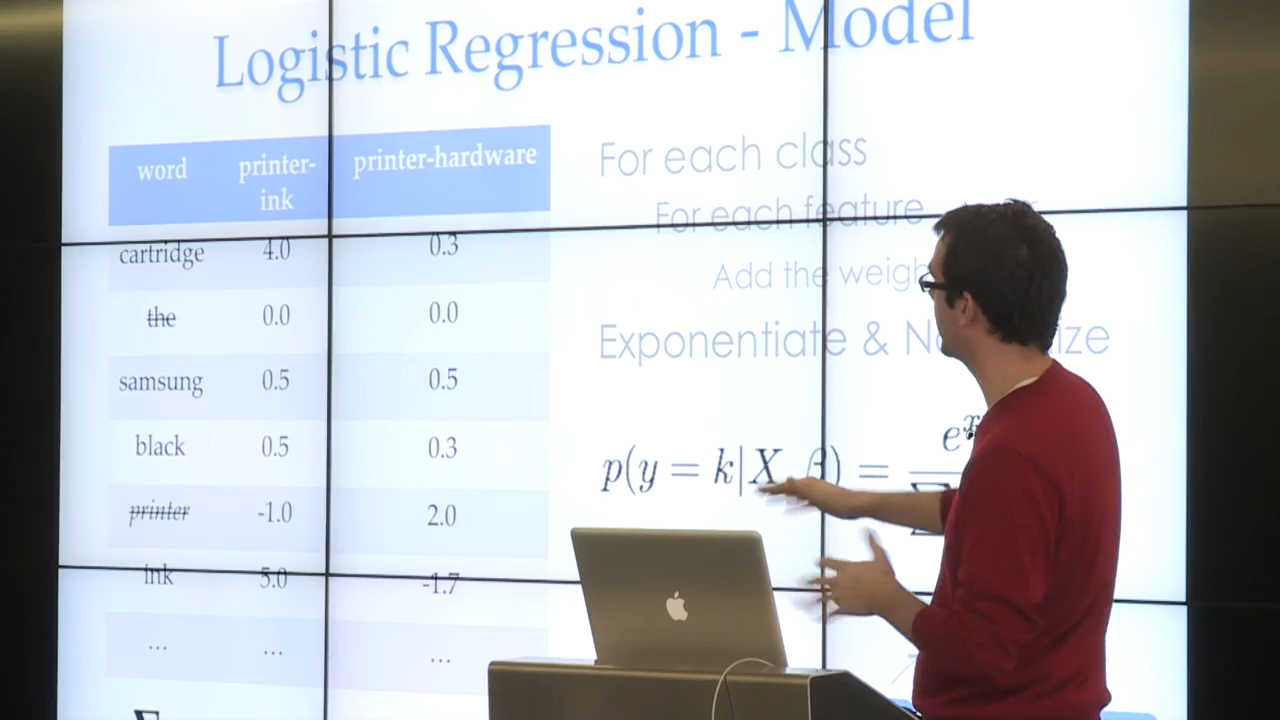 Logistic Regression - Model
word printer-ink printer-hardware
cartridge 4.0 0.3
the 0.0 0.0
samsung 0.5 0.5
black 0.5 0.3
printer -1.0 2.0
ink 5.0 -1.7
... ... ...
Σ
For each class
For each feature
Add the
Exponentiate &
p(y = k|X, β) =